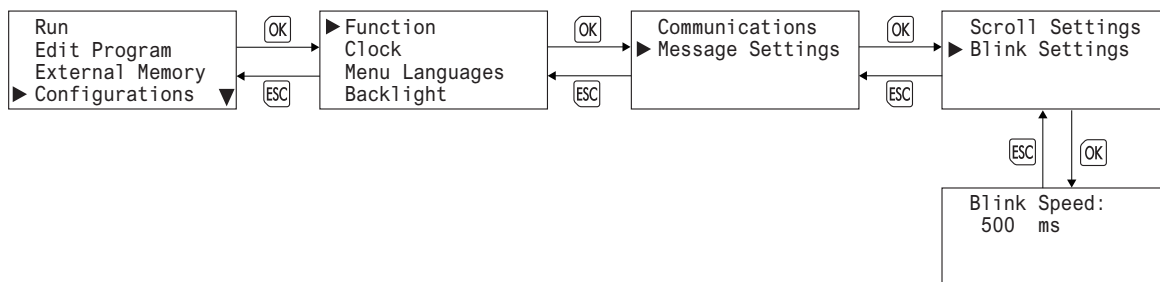 Run
Edit Program
External Memory
Configurations
OK
ESC
Function
Clock
Menu Languages
Backlight
OK
ESC
Communications
Message Settings
OK
ESC
Scroll Settings
Blink Settings
ESC
OK
Blink Speed:
500 ms